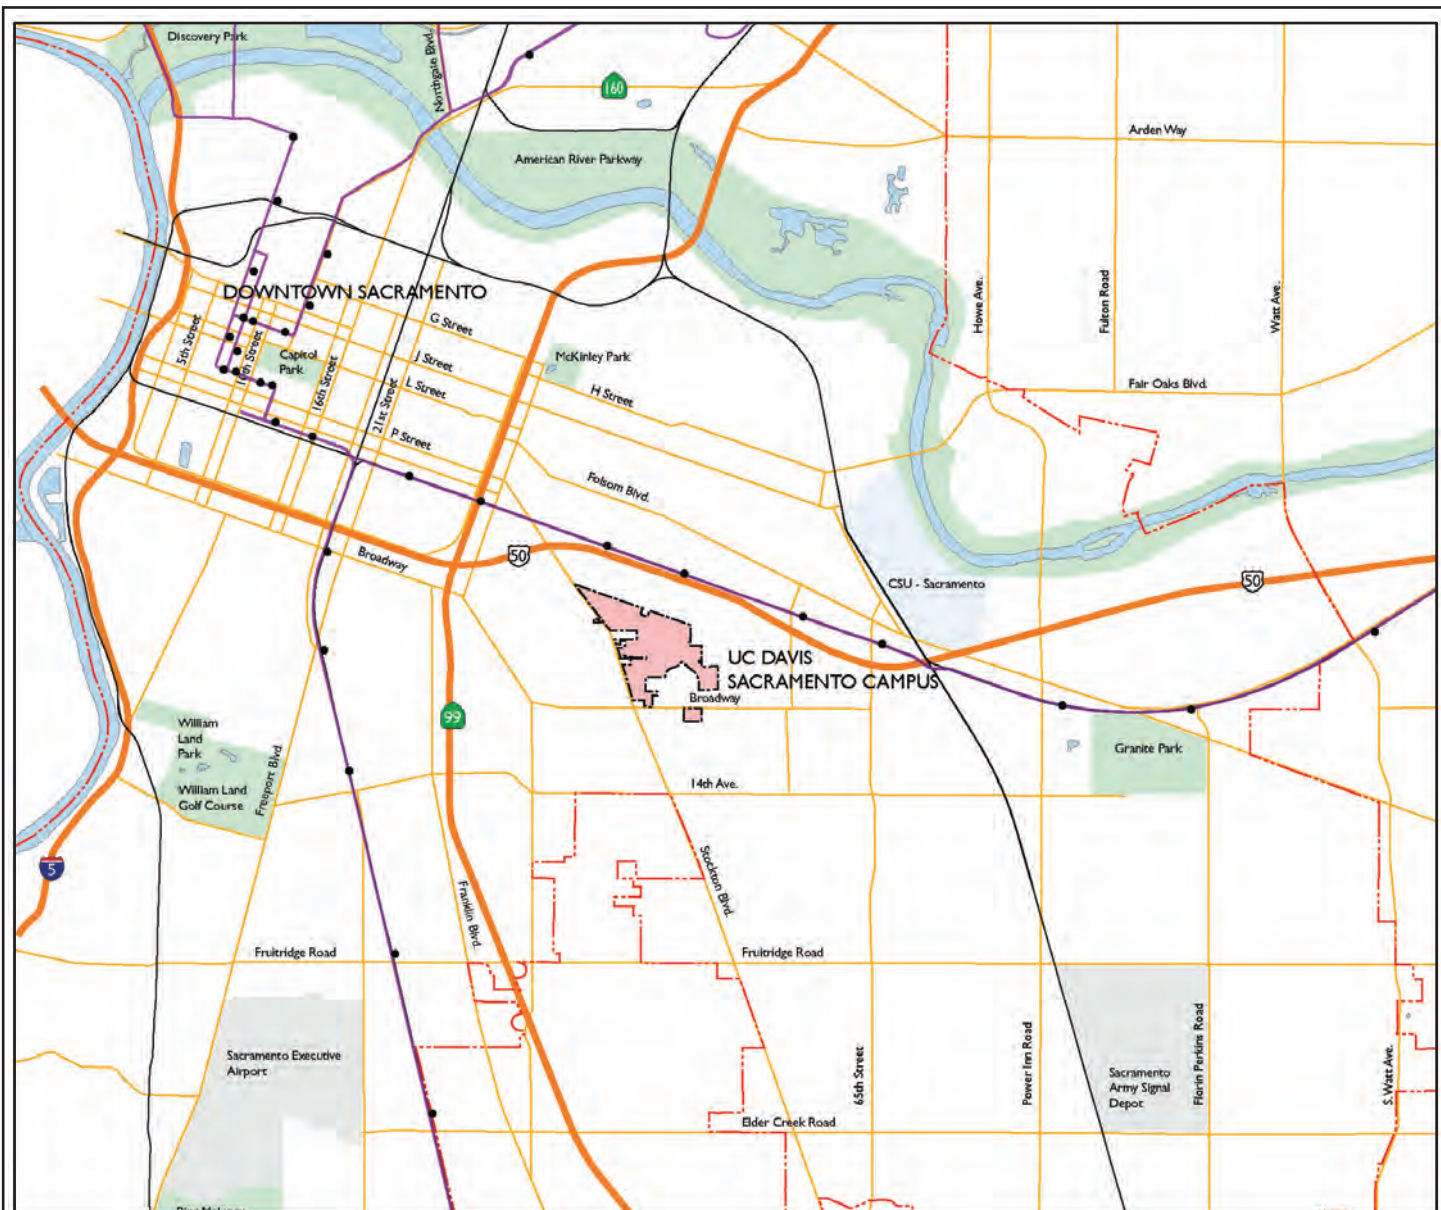 Discovery Park
Northgate Blvd.
160
Arden Way
American River Parkway
DOWNTOWN SACRAMENTO
G Street
Howe Ave.
Fulton Road
Watt Ave.
5th Street
16th Street
Capitol
Park
J Street
McKinley Park
H Street
L Street
16th Street
21st Street
P Street
Fair Oaks Blvd.
Folsom Blvd.
Broadway
50
CSU - Sacramento
50
UC DAVIS
SACRAMENTO CAMPUS
Broadway
99
William
Land
Park
William Land
Golf Course
Freeport Blvd.
Granite Park
14th Ave.
5
Stockton Blvd.
Franklin Blvd.
Fruitridge Road
Fruitridge Road
Sacramento Executive
Airport
65th Street
Power Inn Road
Sacramento
Army Signal
Depot
Florin Perkins Road
S. Watt Ave.
Elder Creek Road